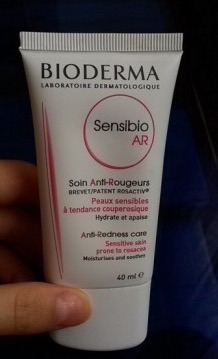 BIODERMA
LABORATOIRE DERMATOLOGIQUE
Sensibio
AR
Soin Anti-Rougeurs
BREVET/PATENT ROSACTIV®
Peaux sensibles
à tendance couperosique
Hydrate et apaise
Anti-Redness care
Sensitive skin
prone to rosacea
Moisturises and soothes
40 ml e